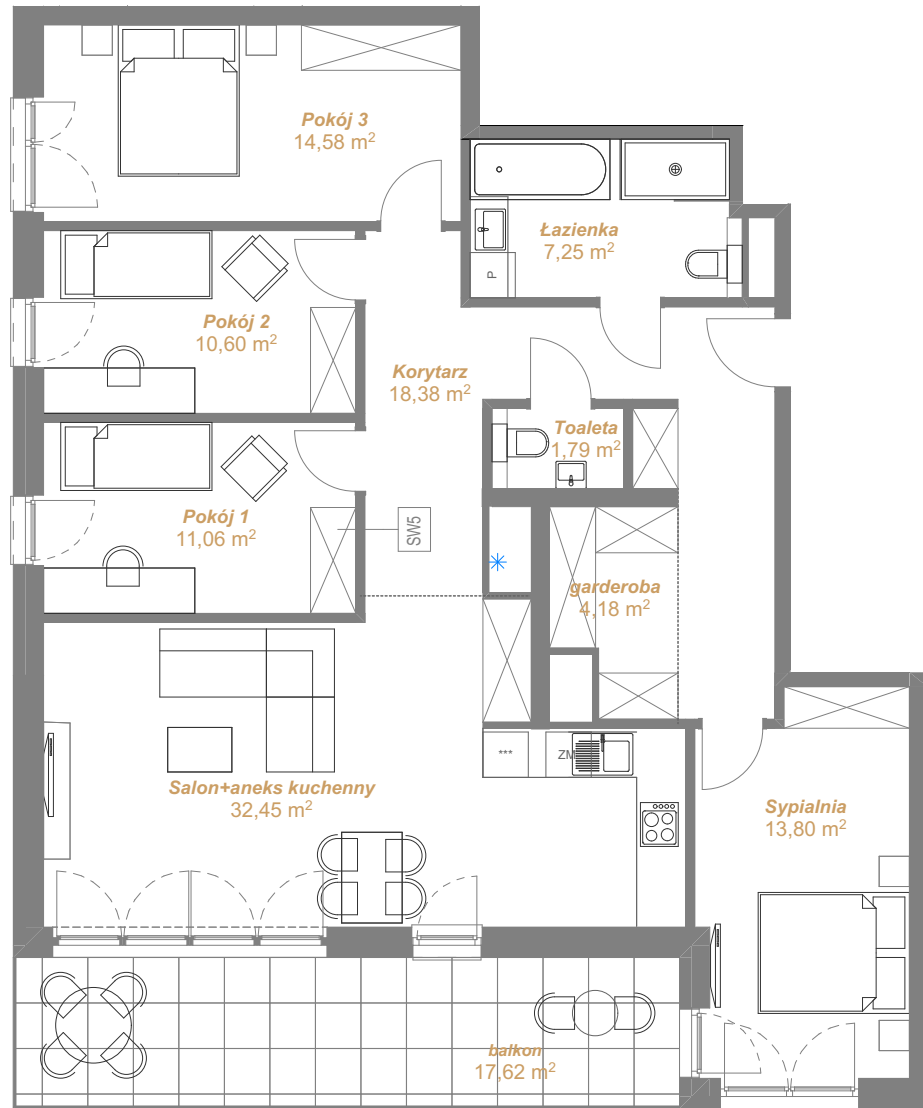 Pokój 3
14,58 m²
Łazienka
7,25 m²
P
Pokój 2
10,60 m²
Korytarz
18,38 m²
Toaleta
1,79 m²
Pokój 1
11,06 m²
SW5
garderoba
4,18 m²
***
ZM
Salon+aneks kuchenny
32,45 m²
Sypialnia
13,80 m²
balkon
17,62 m²